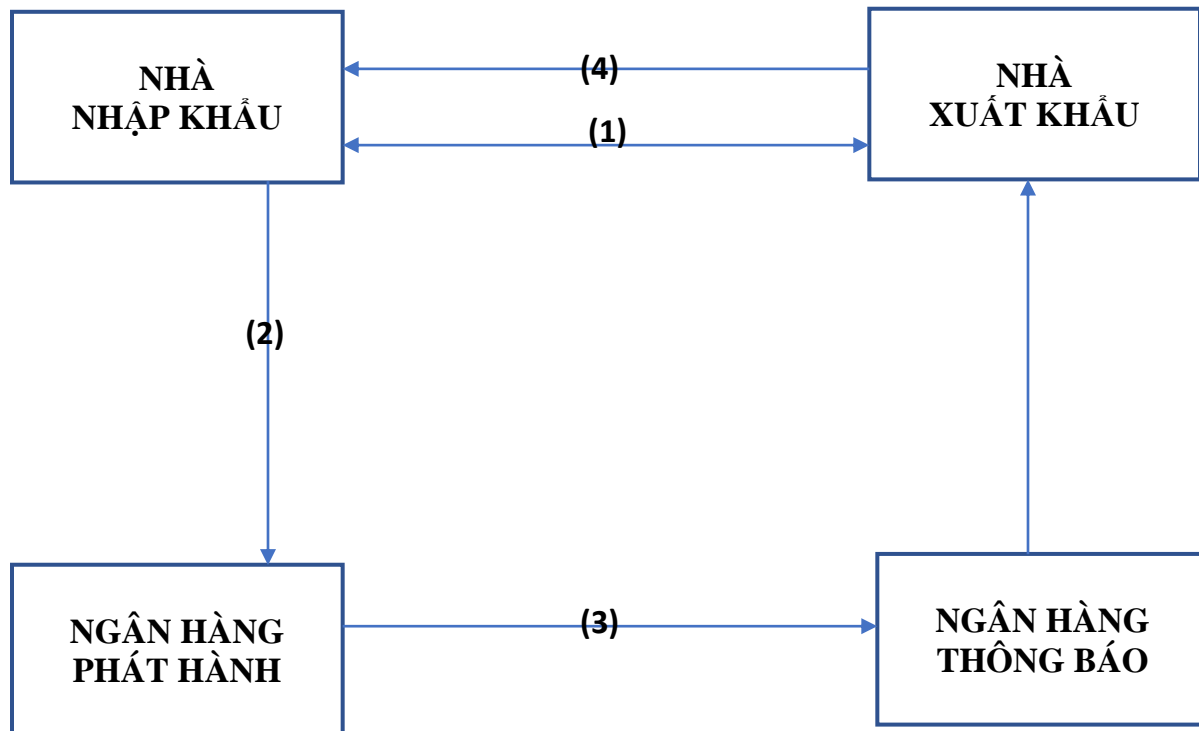 NHÀ
NHẬP KHẨU
(4)
(1)
NHÀ
XUẤT KHẨU
(2)
NGÂN HÀNG
PHÁT HÀNH
(3)
NGÂN HÀNG
THÔNG BÁO